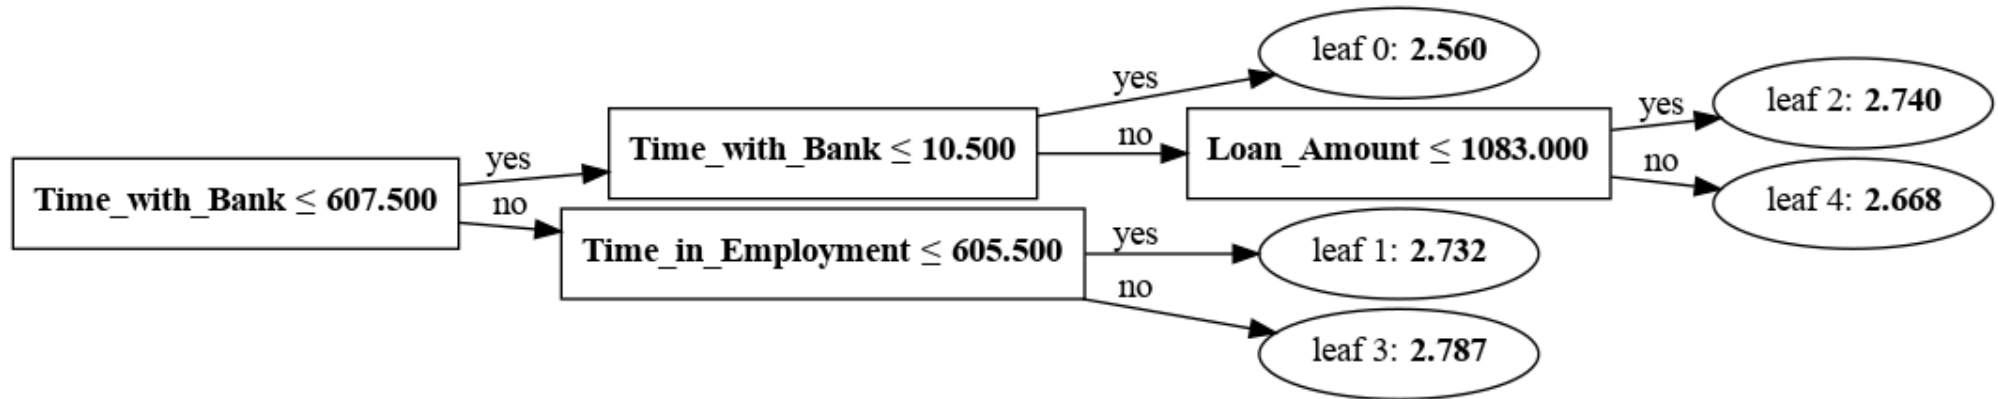 Time_with_Bank ≤ 607.500
yes
no
Time_with_Bank ≤ 10.500
yes
no
Time_in_Employment ≤ 605.500
yes
no
leaf 0: 2.560
Loan_Amount ≤ 1083.000
yes
no
leaf 1: 2.732
leaf 3: 2.787
leaf 2: 2.740
leaf 4: 2.668